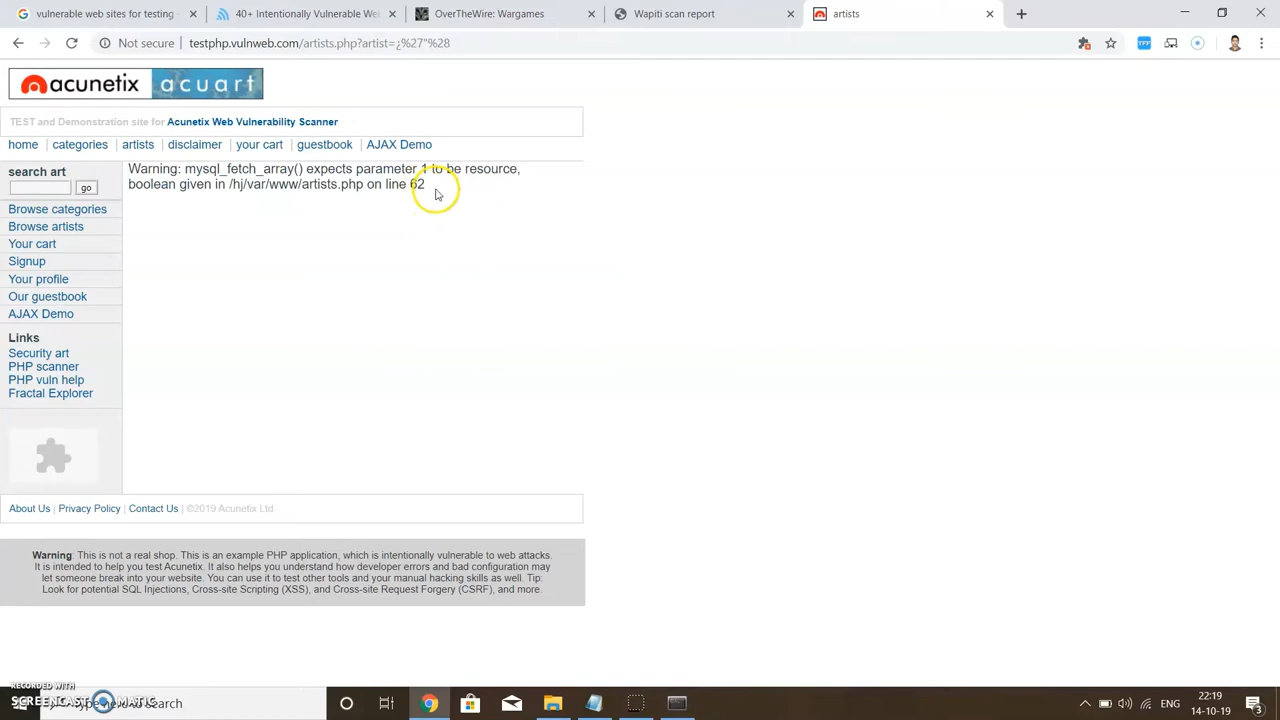 vulnerable web sites for testing
40+ Intentionally Vulnerable We
OverTheWire: Wargames
Wapiti scan report
artists
Not secure
testphp.vulnweb.com/artists.php?artist=¿%27"%28
acunetix acuart
TEST and Demonstration site for Acunetix Web Vulnerability Scanner
home categories artists disclaimer your cart guestbook AJAX Demo
search art
go
Warning: mysql_fetch_array() expects parameter 1 to be resource,
boolean given in /hj/var/www/artists.php on line 62
Browse categories
Browse artists
Your cart
Signup
Your profile
Our guestbook
AJAX Demo
Links
Security art
PHP scanner
PHP vuln help
Fractal Explorer
About Us | Privacy Policy | Contact Us | ©2019 Acunetix Ltd
Warning: This is not a real shop. This is an example PHP application, which is intentionally vulnerable to web attacks.
It is intended to help you test Acunetix. It also helps you understand how developer errors and bad configuration may
let someone break into your website. You can use it to test other tools and your manual hacking skills as well. Tip:
Look for potential SQL Injections, Cross-site Scripting (XSS), and Cross-site Request Forgery (CSRF), and more.
RECORDED WITH
SCREENCAST MATIC
to search
ENG
22:19
14-10-19
3